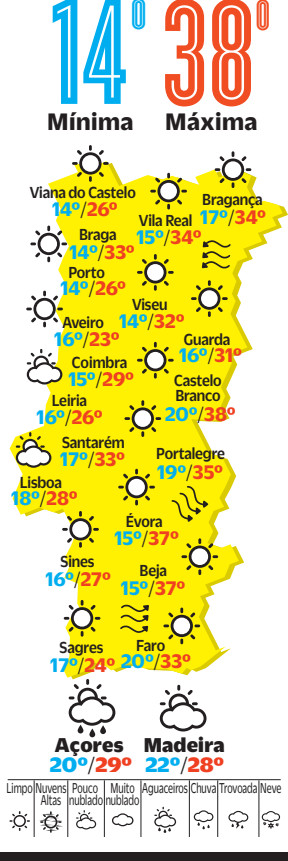 14º 38º
Mínima Máxima
Viana do Castelo
14º/26º
Bragança
17º/34º
Vila Real
15º/34º
Braga
14º/33º
Porto
14º/26º
Viseu
14º/32º
Aveiro
16º/23º
Guarda
16º/31º
Coimbra
15º/29º
Castelo
Branco
20º/38º
Leiria
16º/26º
Santarém
17º/33º
Portalegre
19º/35º
Lisboa
18º/28º
Évora
15º/37º
Sines
16º/27º
Beja
15º/37º
Sagres
17º/24º
Faro
20º/33º
Açores
20º/29º
Madeira
22º/28º
Limpo
Nuvens
Altas
Pouco
nublado
Muito
nublado
Aguaceiros
Chuva
Trovoada
Neve